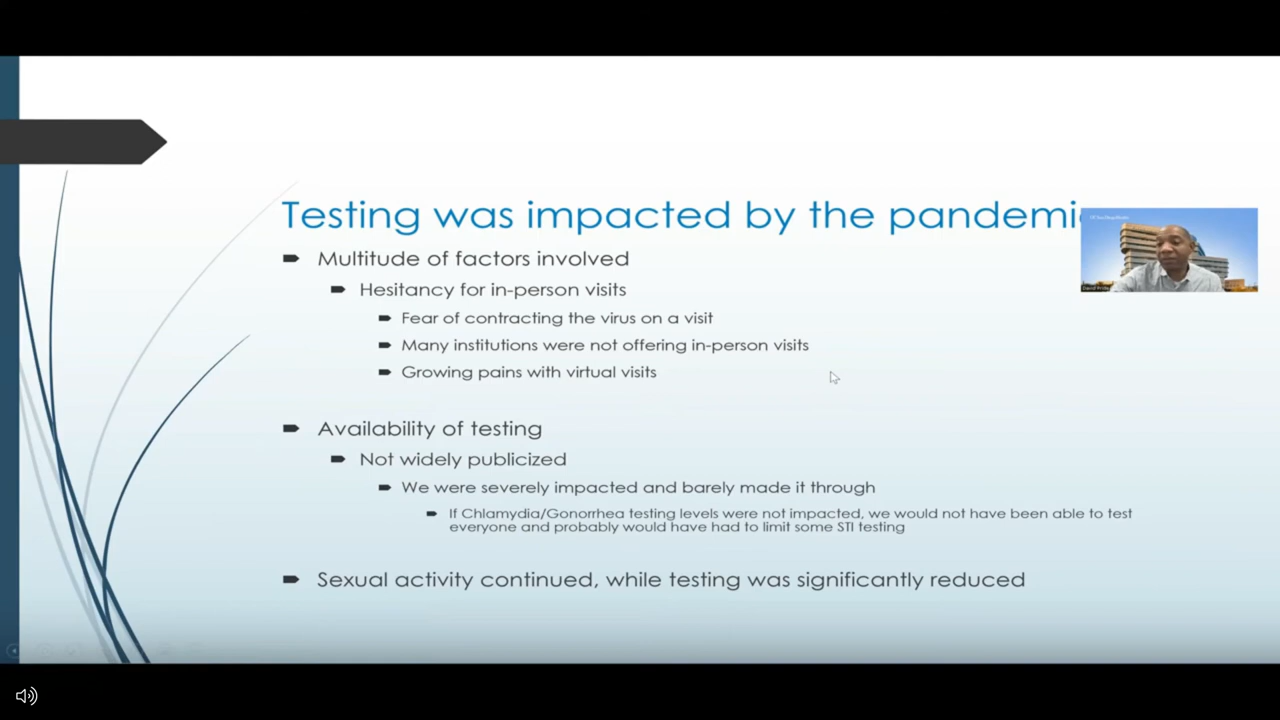 Testing was impacted by the pandemi
Multitude of factors involved
Hesitancy for in-person visits
Fear of contracting the virus on a visit
Many institutions were not offering in-person visits
Growing pains with virtual visits
Availability of testing
Not widely publicized
We were severely impacted and barely made it through
If Chlamydia/Gonorrhea testing levels were not impacted, we would not have been able to test
everyone and probably would have had to limit some STI testing
Sexual activity continued, while testing was significantly reduced